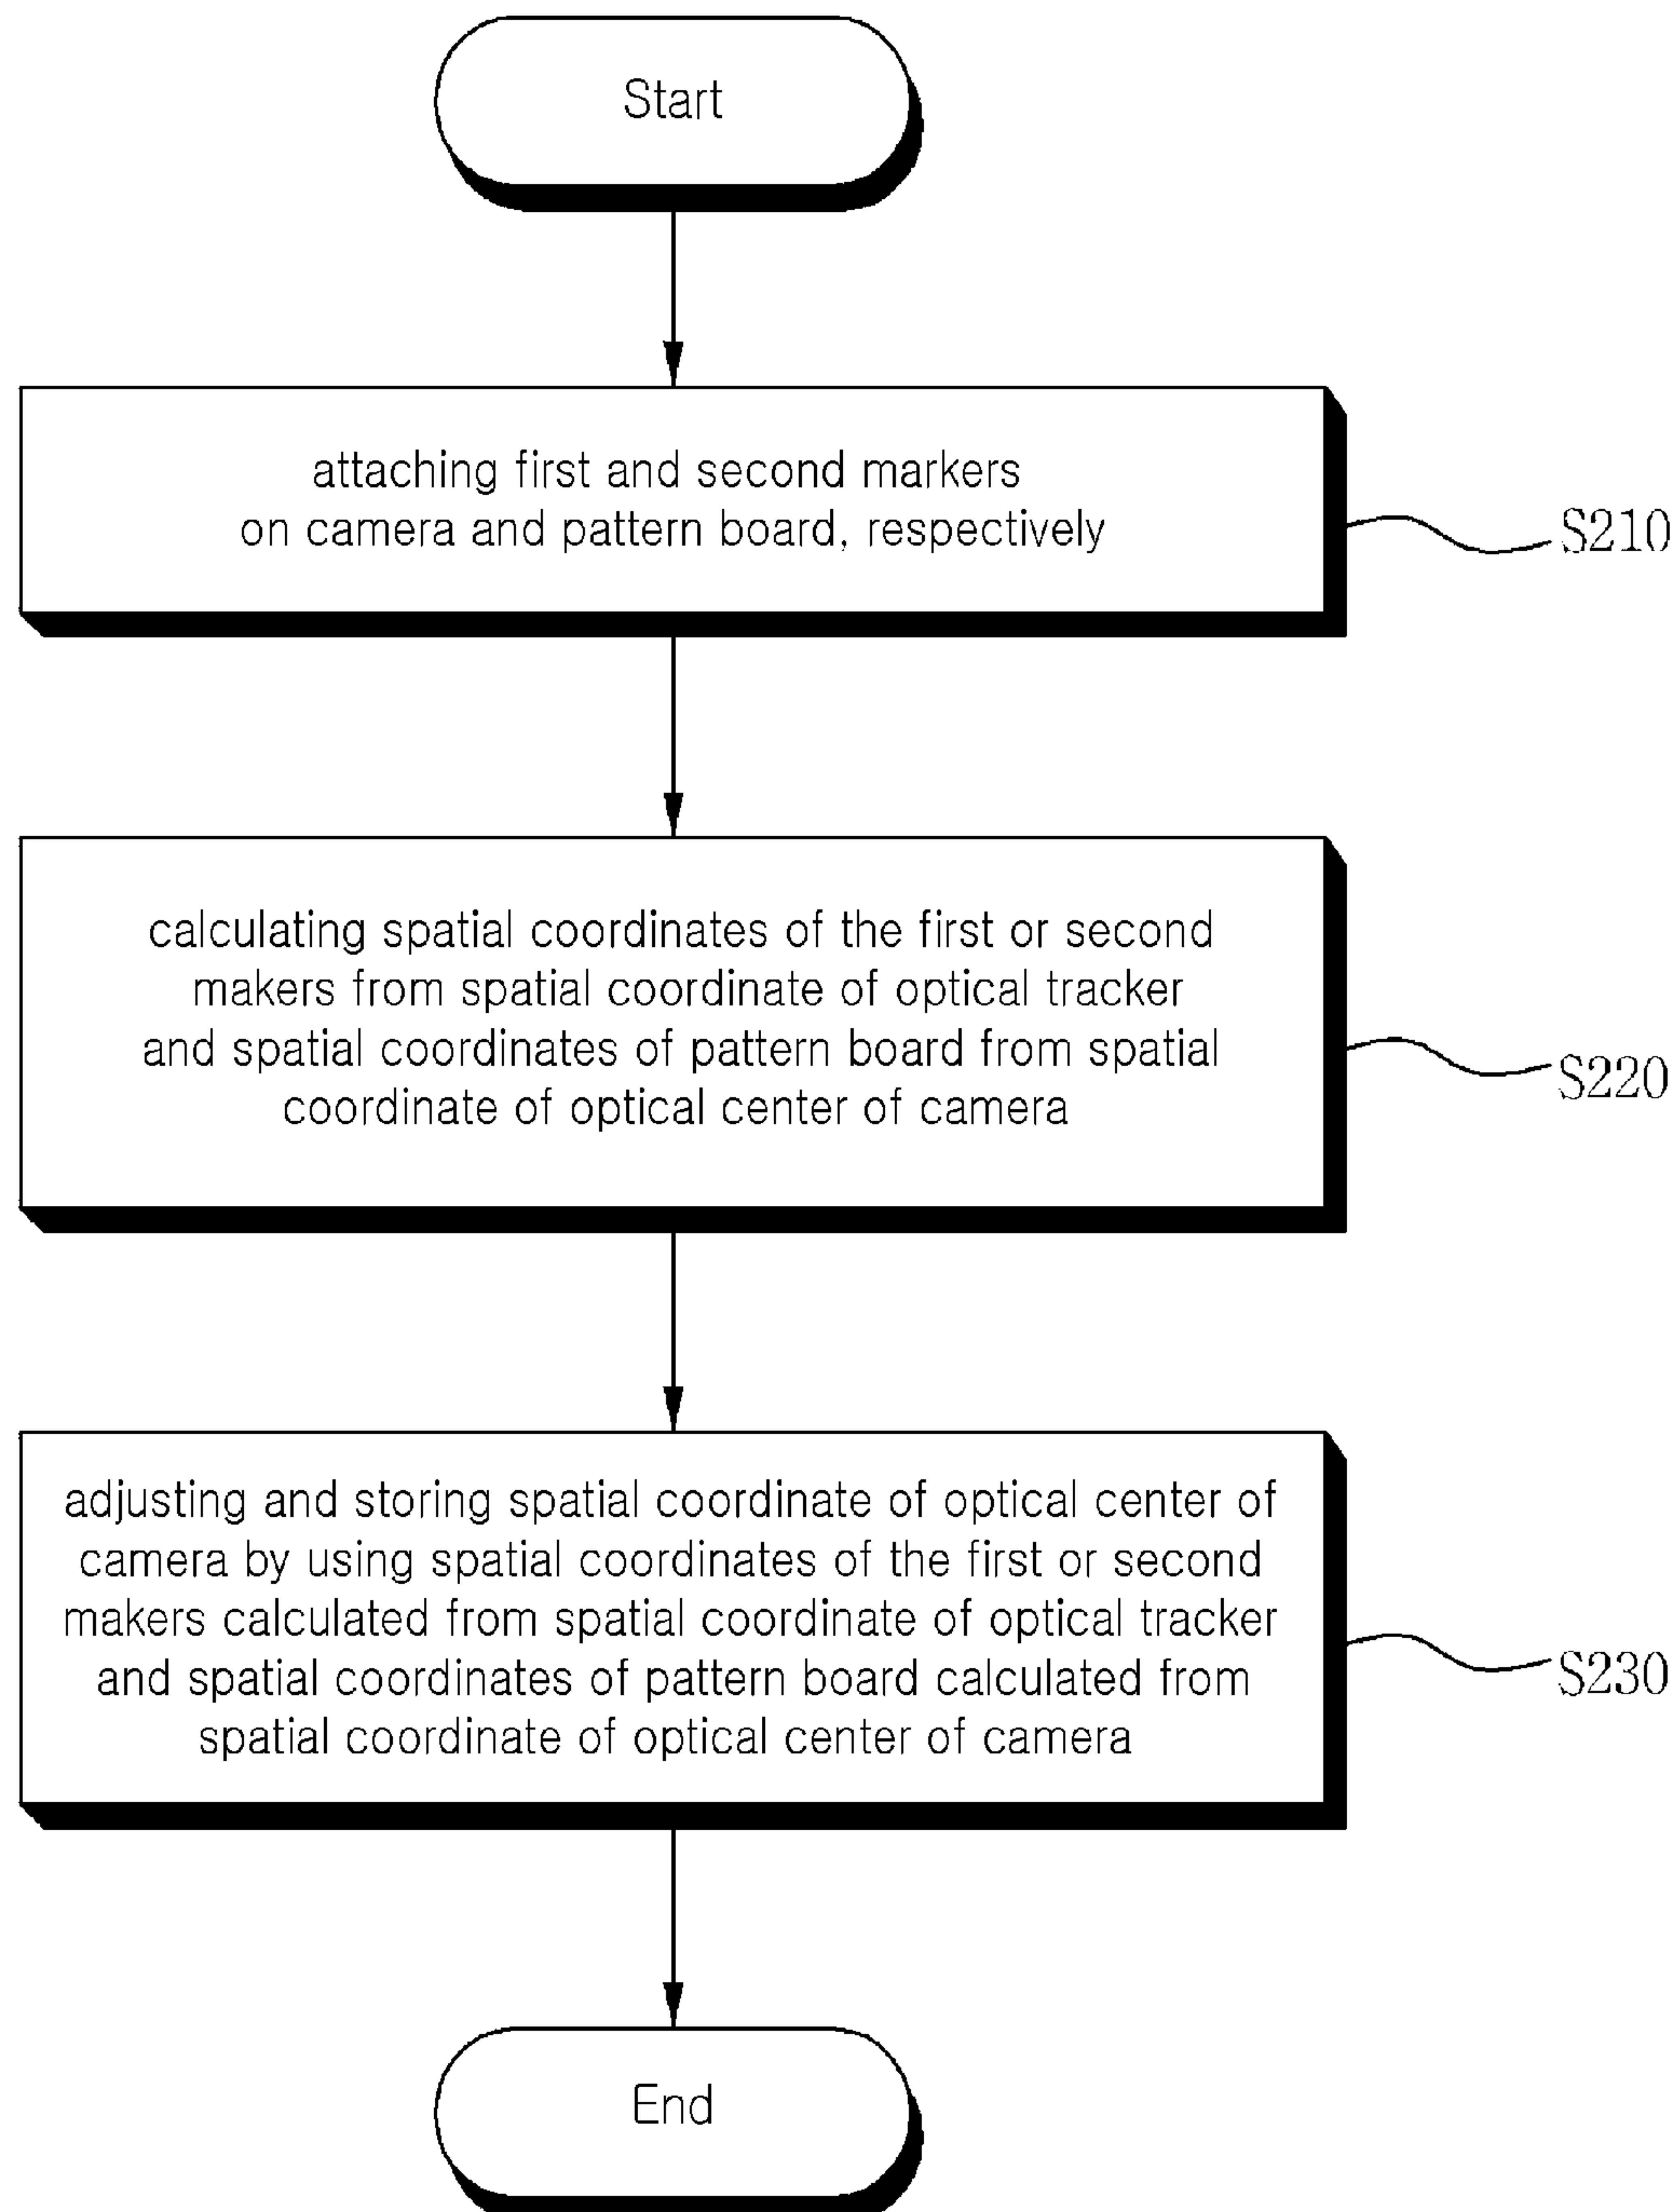 Start
attaching first and second markers
on camera and pattern board, respectively
S210
calculating spatial coordinates of the first or second
makers from spatial coordinate of optical tracker
and spatial coordinates of pattern board from spatial
coordinate of optical center of camera
S220
adjusting and storing spatial coordinate of optical center of
camera by using spatial coordinates of the first or second
makers calculated from spatial coordinate of optical tracker
and spatial coordinates of pattern board calculated from
spatial coordinate of optical center of camera
S230
End